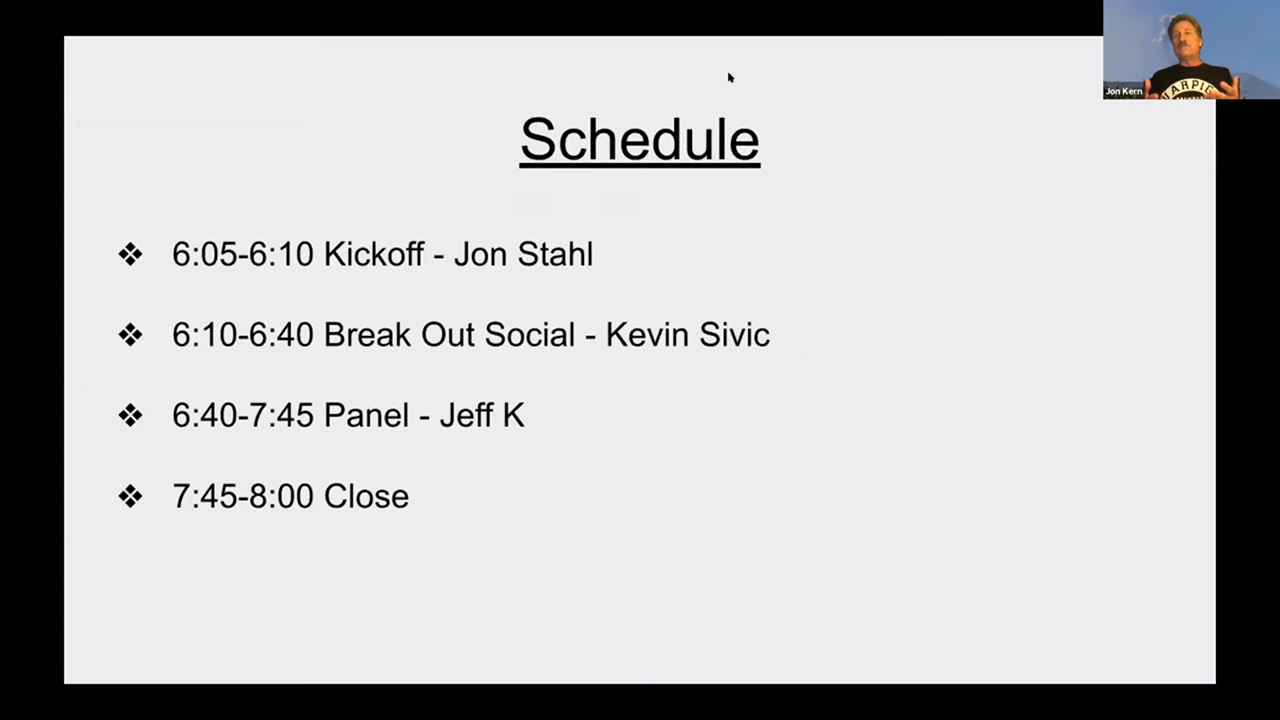 Schedule
❖ 6:05-6:10 Kickoff - Jon Stahl
❖ 6:10-6:40 Break Out Social - Kevin Sivic
❖ 6:40-7:45 Panel - Jeff K
❖ 7:45-8:00 Close
Jon Kern